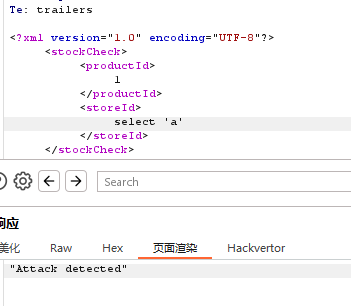 Te: trailers
<?xml version="1.0" encoding="UTF-8"?>
<stockCheck>
<productId>
1
</productId>
<storeId>
select 'a'
</storeId>
</stockCheck>
Search
响应
美化 Raw Hex 页面渲染 Hackvertor
"Attack detected"